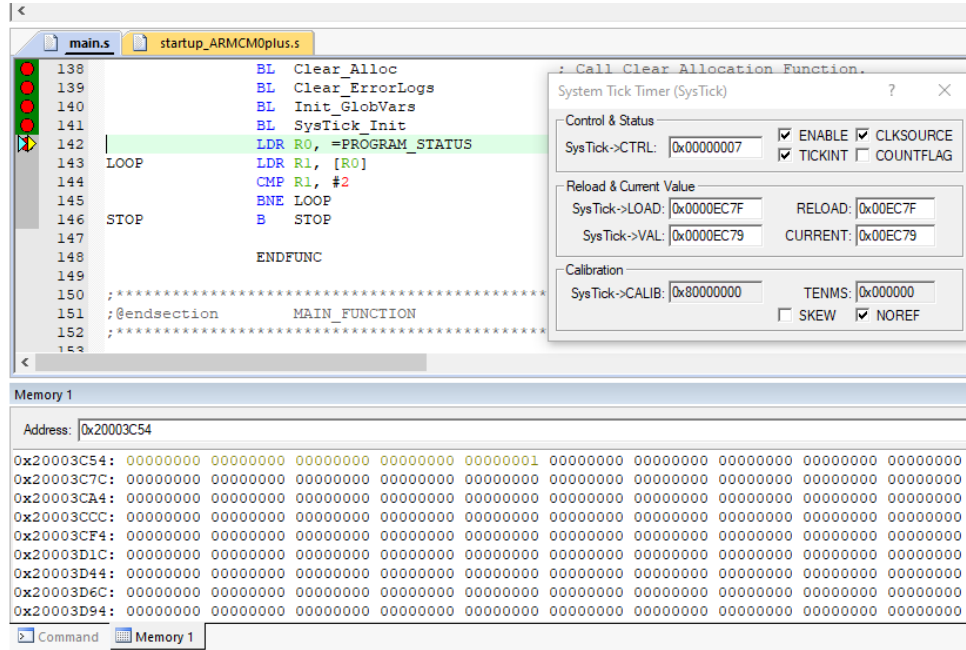 main.s startup_ARMCM0plus.s
138 BL Clear_Alloc ; Call Clear Allocation Function.
139 BL Clear_ErrorLogs
140 BL Init_GlobVars
141 BL SysTick_Init
142 LDR R0, =PROGRAM_STATUS
143 LOOP LDR R1, [R0]
144 CMP R1, #2
145 BNE LOOP
146 STOP B STOP
147
148 ENDFUNC
149
150 ;***********************************************
151 ;@endsection MAIN_FUNCTION
152 ;***********************************************
153
System Tick Timer (SysTick) ?
Control & Status
SysTick->CTRL: 0x00000007 ENABLE CLKSOURCE
TICKINT COUNTFLAG
Reload & Current Value
SysTick->LOAD: 0x0000EC7F RELOAD: 0x00EC7F
SysTick->VAL: 0x0000EC79 CURRENT: 0x00EC79
Calibration
SysTick->CALIB: 0x80000000 TENMS: 0x000000
SKEW NOREF
Memory 1
Address: 0x20003C54
0x20003C54: 00000000 00000000 00000000 00000000 00000001 00000000 00000000 00000000 00000000 00000000
0x20003C7C: 00000000 00000000 00000000 00000000 00000000 00000000 00000000 00000000 00000000 00000000
0x20003CA4: 00000000 00000000 00000000 00000000 00000000 00000000 00000000 00000000 00000000 00000000
0x20003CCC: 00000000 00000000 00000000 00000000 00000000 00000000 00000000 00000000 00000000 00000000
0x20003CF4: 00000000 00000000 00000000 00000000 00000000 00000000 00000000 00000000 00000000 00000000
0x20003D1C: 00000000 00000000 00000000 00000000 00000000 00000000 00000000 00000000 00000000 00000000
0x20003D44: 00000000 00000000 00000000 00000000 00000000 00000000 00000000 00000000 00000000 00000000
0x20003D6C: 00000000 00000000 00000000 00000000 00000000 00000000 00000000 00000000 00000000 00000000
0x20003D94: 00000000 00000000 00000000 00000000 00000000 00000000 00000000 00000000 00000000 00000000
Command Memory 1